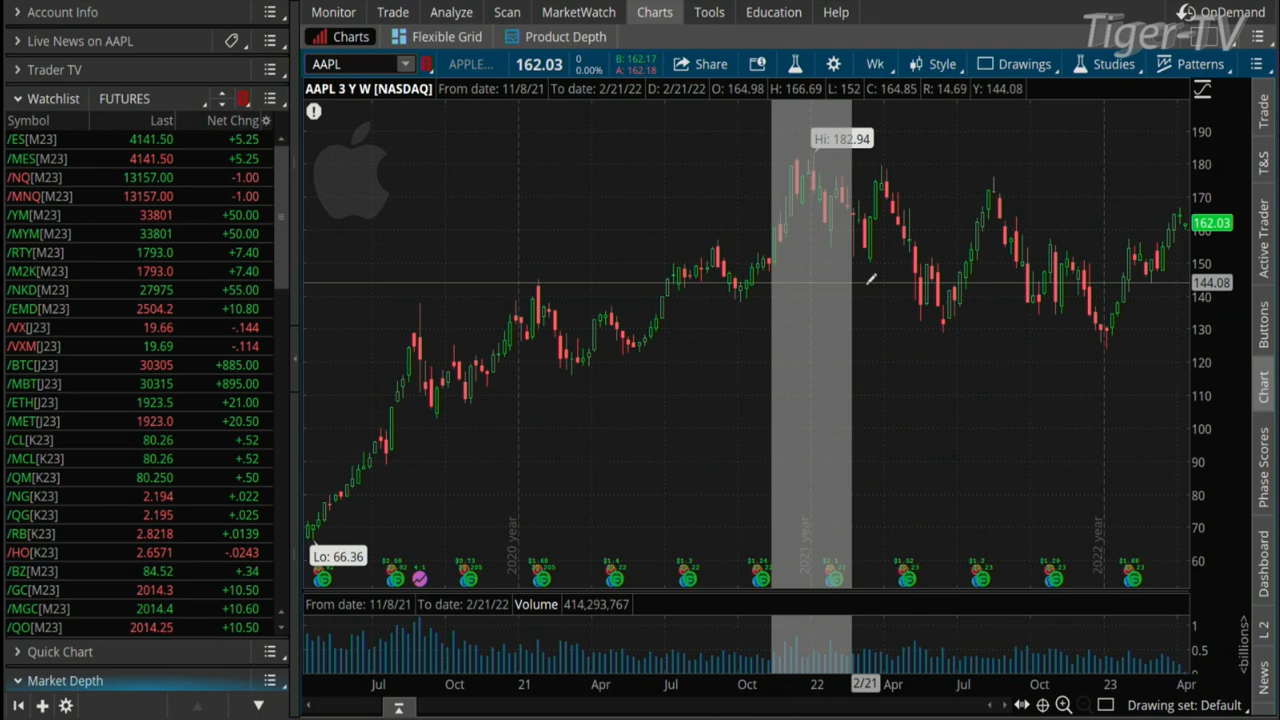 Account Info
Live News on AAPL
Trader TV
Watchlist FUTURES
Symbol Last Net Chng
/ES[M23] 4141.50 +5.25
/MES[M23] 4141.50 +5.25
/NQ[M23] 13157.00 -1.00
/MNQ[M23] 13157.00 -1.00
/YM[M23] 33801 +50.00
/MYM[M23] 33801 +50.00
/RTY[M23] 1793.0 +7.40
/M2K[M23] 1793.0 +7.40
/NKD[M23] 27975 +55.00
/EMD[M23] 2504.2 +10.80
/VX[J23] 19.66 -.144
/VXM[J23] 19.69 -.114
/BTC[J23] 30305 +885.00
/MBT[J23] 30315 +895.00
/ETH[J23] 1923.5 +21.00
/MET[J23] 1923.0 +20.50
/CL[K23] 80.26 +.52
/MCL[K23] 80.26 +.52
/QM[K23] 80.250 +.50
/NG[K23] 2.194 +.022
/QG[K23] 2.195 +.025
/RB[K23] 2.8218 +.0139
/HO[K23] 2.6571 -.0243
/BZ[M23] 84.52 +.34
/GC[M23] 2014.3 +10.50
/MGC[M23] 2014.4 +10.60
/QO[M23] 2014.25 +10.50
Quick Chart
Market Depth
Monitor Trade Analyze Scan MarketWatch Charts Tools Education Help OnDemand
Tiger-TV
Charts Flexible Grid Product Depth
AAPL APPLE... 162.03 0 0.00% B: 162.17 A: 162.18 Share Wk Style Drawings Studies Patterns
AAPL 3 Y W [NASDAQ] From date: 11/8/21 To date: 2/21/22 D: 2/21/22 O: 164.98 H: 166.69 L: 152 C: 164.85 R: 14.69 Y: 144.08
Hi: 182.94
Lo: 66.36
190
180
170
162.03
160
150
144.08
140
130
120
110
100
90
80
70
60
2020 year
2021 year
2022 year
From date: 11/8/21 To date: 2/21/22 Volume 414,293,767
1
0.5
<billions>
Jul Oct 21 Apr Jul Oct 22 2/21 Apr Jul Oct 23 Apr
Drawing set: Default
Trade
T&S
Active Trader
Buttons
Chart
Phase Scores
Dashboard
L 2
News